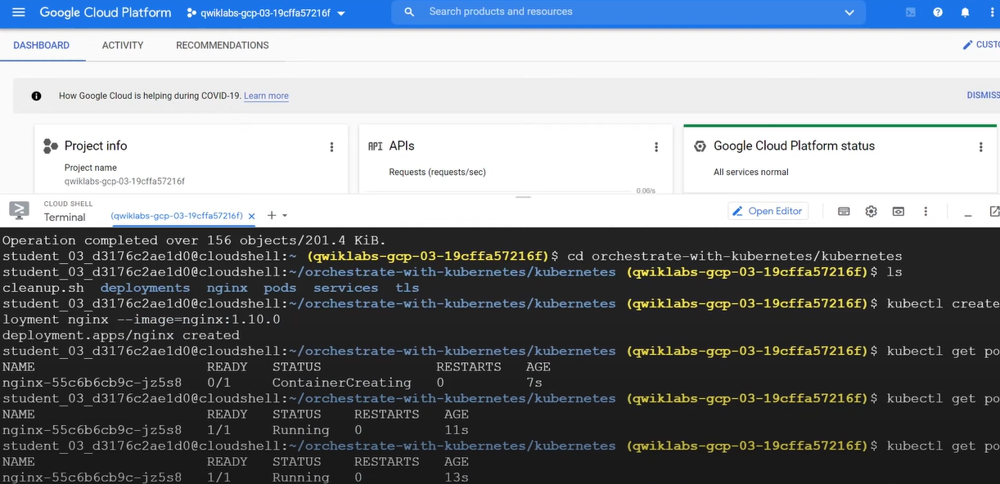 Google Cloud Platform
qwiklabs-gcp-03-19cffa57216f
Search products and resources
DASHBOARD ACTIVITY RECOMMENDATIONS
CUSTO
How Google Cloud is helping during COVID-19. Learn more
DISMISS
Project info
Project name
qwiklabs-gcp-03-19cffa57216f
API APIs
Requests (requests/sec)
0.06/s
Google Cloud Platform status
All services normal
CLOUD SHELL
Terminal
(qwiklabs-gcp-03-19cffa57216f) × +
Open Editor
Operation completed over 156 objects/201.4 KiB.
student_03_d3176c2ae1d0@cloudshell:~ (qwiklabs-gcp-03-19cffa57216f)$ cd orchestrate-with-kubernetes/kubernetes
student_03_d3176c2ae1d0@cloudshell:~/orchestrate-with-kubernetes/kubernetes (qwiklabs-gcp-03-19cffa57216f)$ ls
cleanup.sh deployments nginx pods services tls
student_03_d3176c2ae1d0@cloudshell:~/orchestrate-with-kubernetes/kubernetes (qwiklabs-gcp-03-19cffa57216f)$ kubectl create
loyment nginx --image=nginx:1.10.0
deployment.apps/nginx created
student_03_d3176c2ae1d0@cloudshell:~/orchestrate-with-kubernetes/kubernetes (qwiklabs-gcp-03-19cffa57216f)$ kubectl get po
NAME READY STATUS RESTARTS AGE
nginx-55c6b6cb9c-jz5s8 0/1 ContainerCreating 0 7s
student_03_d3176c2ae1d0@cloudshell:~/orchestrate-with-kubernetes/kubernetes (qwiklabs-gcp-03-19cffa57216f)$ kubectl get po
NAME READY STATUS RESTARTS AGE
nginx-55c6b6cb9c-jz5s8 1/1 Running 0 11s
student_03_d3176c2ae1d0@cloudshell:~/orchestrate-with-kubernetes/kubernetes (qwiklabs-gcp-03-19cffa57216f)$ kubectl get po
NAME READY STATUS RESTARTS AGE
nginx-55c6b6cb9c-jz5s8 1/1 Running 0 13s